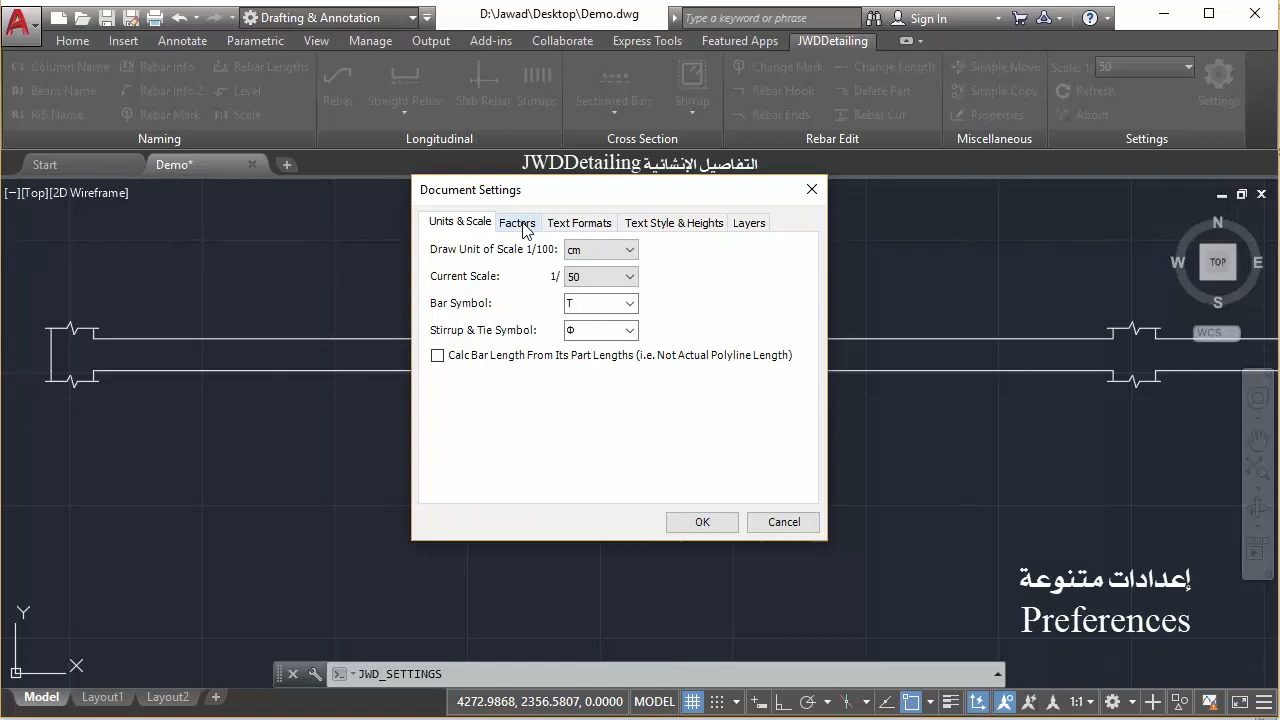 Drafting & Annotation
D:\Jawad\Desktop\Demo.dwg
Type a keyword or phrase
Sign In
Home Insert Annotate Parametric View Manage Output Add-ins Collaborate Express Tools Featured Apps JWDDetailing
Column Name Rebar Info. Rebar Lengths
Beam Name Rebar Info 2 Level
Rib Name Rebar Mark Scale
Naming
Rebar Straight Rebar Slab Rebar Stirrups
Longitudinal
Sectioned Bars Stirrup
Cross Section
Change Mark Change Length
Rebar Hook Delete Part
Rebar Ends Rebar Cut
Rebar Edit
Simple Move
Simple Copy
Properties
Miscellaneous
Scale: 1/ 50
Refresh
About
Settings
Settings
Start Demo*
JWDDetailing التفاصيل الإنشائية
[−][Top][2D Wireframe]
Document Settings
Units & Scale Factors Text Formats Text Style & Heights Layers
Draw Unit of Scale 1/100: cm
Current Scale: 1/ 50
Bar Symbol: T
Stirrup & Tie Symbol: Φ
Calc Bar Length From Its Part Lengths (i.e. Not Actual Polyline Length)
OK Cancel
N
W TOP E
S
WCS
إعدادات متنوعة
Preferences
Y
X
JWD_SETTINGS
Model Layout1 Layout2
4272.9868, 2356.5807, 0.0000 MODEL 1:1